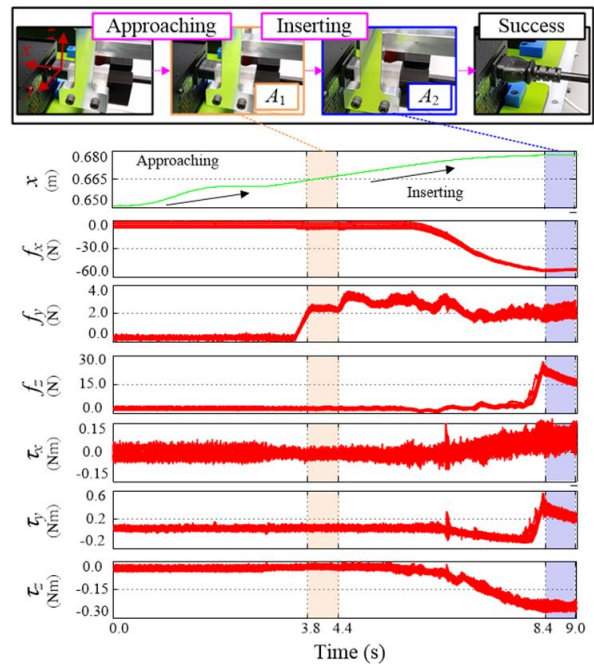 Approaching Inserting Success
x
A1 A2
0.680
0.665
0.650
x (m)
Approaching
Inserting
0.0
-30.0
-60.0
fx (N)
4.0
2.0
0.0
fy (N)
30.0
15.0
0.0
fz (N)
0.15
0.0
-0.15
τx (Nm)
0.6
0.2
-0.2
τy (Nm)
0.0
-0.15
-0.30
τz (Nm)
0.0 3.8 4.4 8.4 9.0
Time (s)